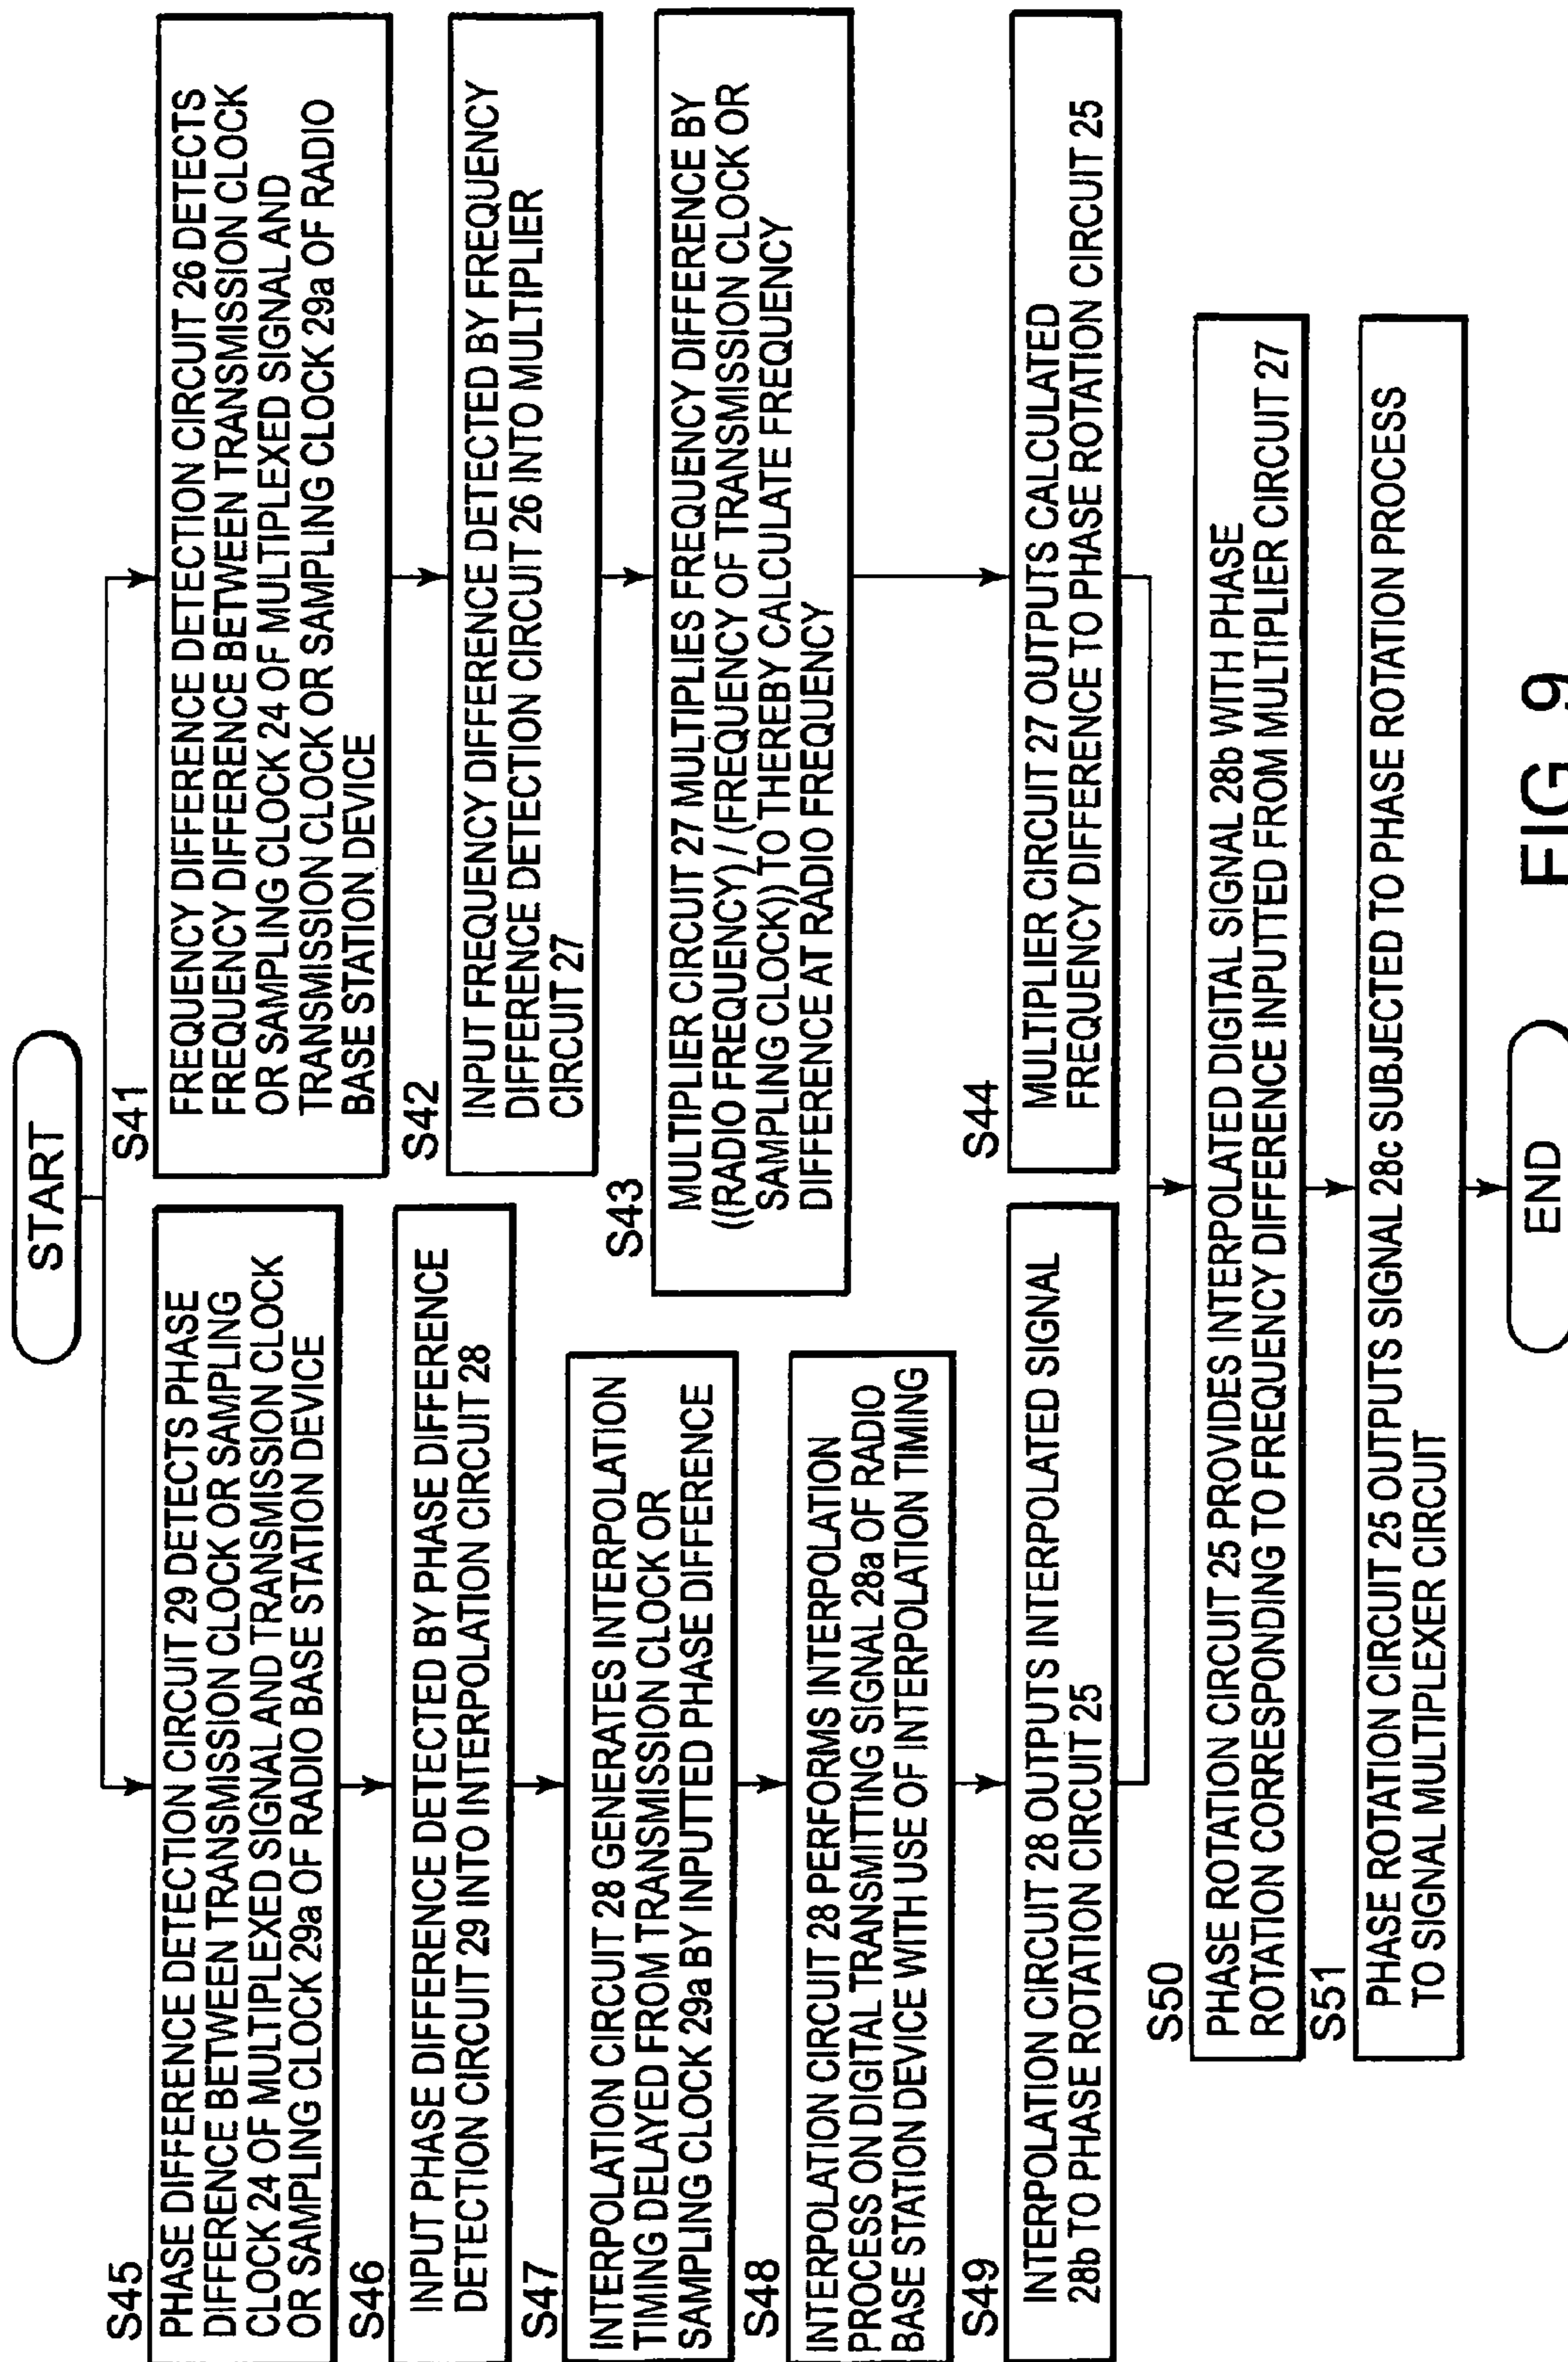 START
S45
PHASE DIFFERENCE DETECTION CIRCUIT 29 DETECTS PHASE
DIFFERENCE BETWEEN TRANSMISSION CLOCK OR SAMPLING
CLOCK 24 OF MULTIPLEXED SIGNAL AND TRANSMISSION CLOCK
OR SAMPLING CLOCK 29a OF RADIO BASE STATION DEVICE
S46
INPUT PHASE DIFFERENCE DETECTED BY PHASE DIFFERENCE
DETECTION CIRCUIT 29 INTO INTERPOLATION CIRCUIT 28
S47
INTERPOLATION CIRCUIT 28 GENERATES INTERPOLATION
TIMING DELAYED FROM TRANSMISSION CLOCK OR
SAMPLING CLOCK 29a BY INPUTTED PHASE DIFFERENCE
S48
INTERPOLATION CIRCUIT 28 PERFORMS INTERPOLATION
PROCESS ON DIGITAL TRANSMITTING SIGNAL 28a OF RADIO
BASE STATION DEVICE WITH USE OF INTERPOLATION TIMING
S49
INTERPOLATION CIRCUIT 28 OUTPUTS INTERPOLATED SIGNAL
28b TO PHASE ROTATION CIRCUIT 25
S41
FREQUENCY DIFFERENCE DETECTION CIRCUIT 26 DETECTS
FREQUENCY DIFFERENCE BETWEEN TRANSMISSION CLOCK
OR SAMPLING CLOCK 24 OF MULTIPLEXED SIGNAL AND
TRANSMISSION CLOCK OR SAMPLING CLOCK 29a OF RADIO
BASE STATION DEVICE
S42
INPUT FREQUENCY DIFFERENCE DETECTED BY FREQUENCY
DIFFERENCE DETECTION CIRCUIT 26 INTO MULTIPLIER
CIRCUIT 27
S43
MULTIPLIER CIRCUIT 27 MULTIPLIES FREQUENCY DIFFERENCE BY
((RADIO FREQUENCY) / (FREQUENCY OF TRANSMISSION CLOCK OR
SAMPLING CLOCK)) TO THEREBY CALCULATE FREQUENCY
DIFFERENCE AT RADIO FREQUENCY
S44
MULTIPLIER CIRCUIT 27 OUTPUTS CALCULATED
FREQUENCY DIFFERENCE TO PHASE ROTATION CIRCUIT 25
S50
PHASE ROTATION CIRCUIT 25 PROVIDES INTERPOLATED DIGITAL SIGNAL 28b WITH PHASE
ROTATION CORRESPONDING TO FREQUENCY DIFFERENCE INPUTTED FROM MULTIPLIER CIRCUIT 27
S51
PHASE ROTATION CIRCUIT 25 OUTPUTS SIGNAL 28c SUBJECTED TO PHASE ROTATION PROCESS
TO SIGNAL MULTIPLEXER CIRCUIT
END
FIG. 9